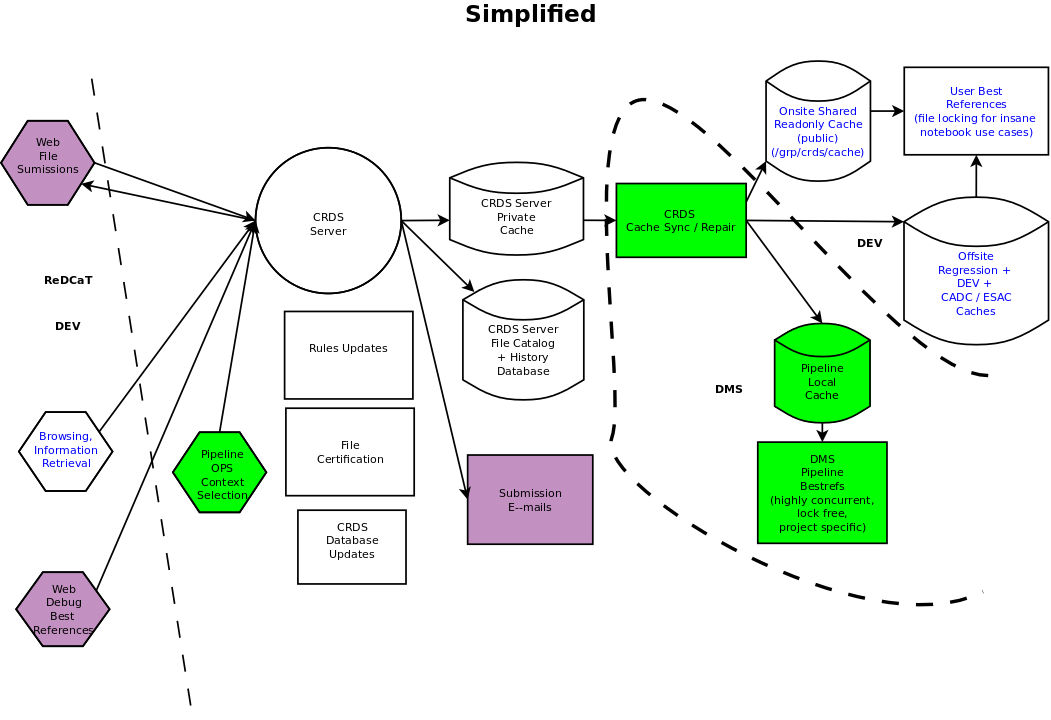 Simplified
Web
File
Sumissions
ReDCaT
DEV
Browsing,
Information
Retrieval
Web
Debug
Best
References
Pipeline
OPS
Context
Selection
CRDS
Server
Rules Updates
File
Certification
CRDS
Database
Updates
CRDS Server
Private
Cache
CRDS Server
File Catalog
+ History
Database
Submission
E--mails
CRDS
Cache Sync / Repair
Onsite Shared
Readonly Cache
(public)
(/grp/crds/cache)
User Best
References
(file locking for insane
notebook use cases)
DEV
Offsite
Regression +
DEV +
CADC / ESAC
Caches
DMS
Pipeline
Local
Cache
DMS
Pipeline
Bestrefs
(highly concurrent,
lock free,
project specific)